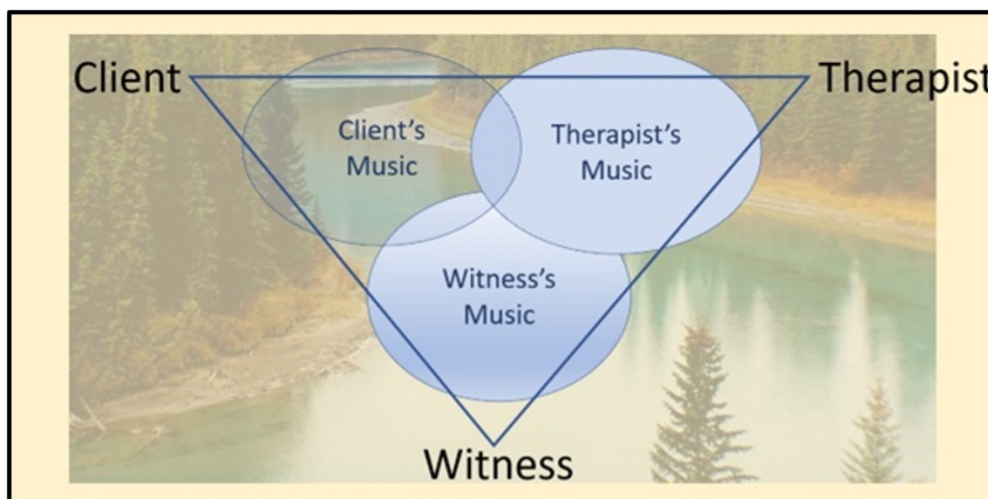 Client
Therapist
Client's
Music
Therapist's
Music
Witness's
Music
Witness